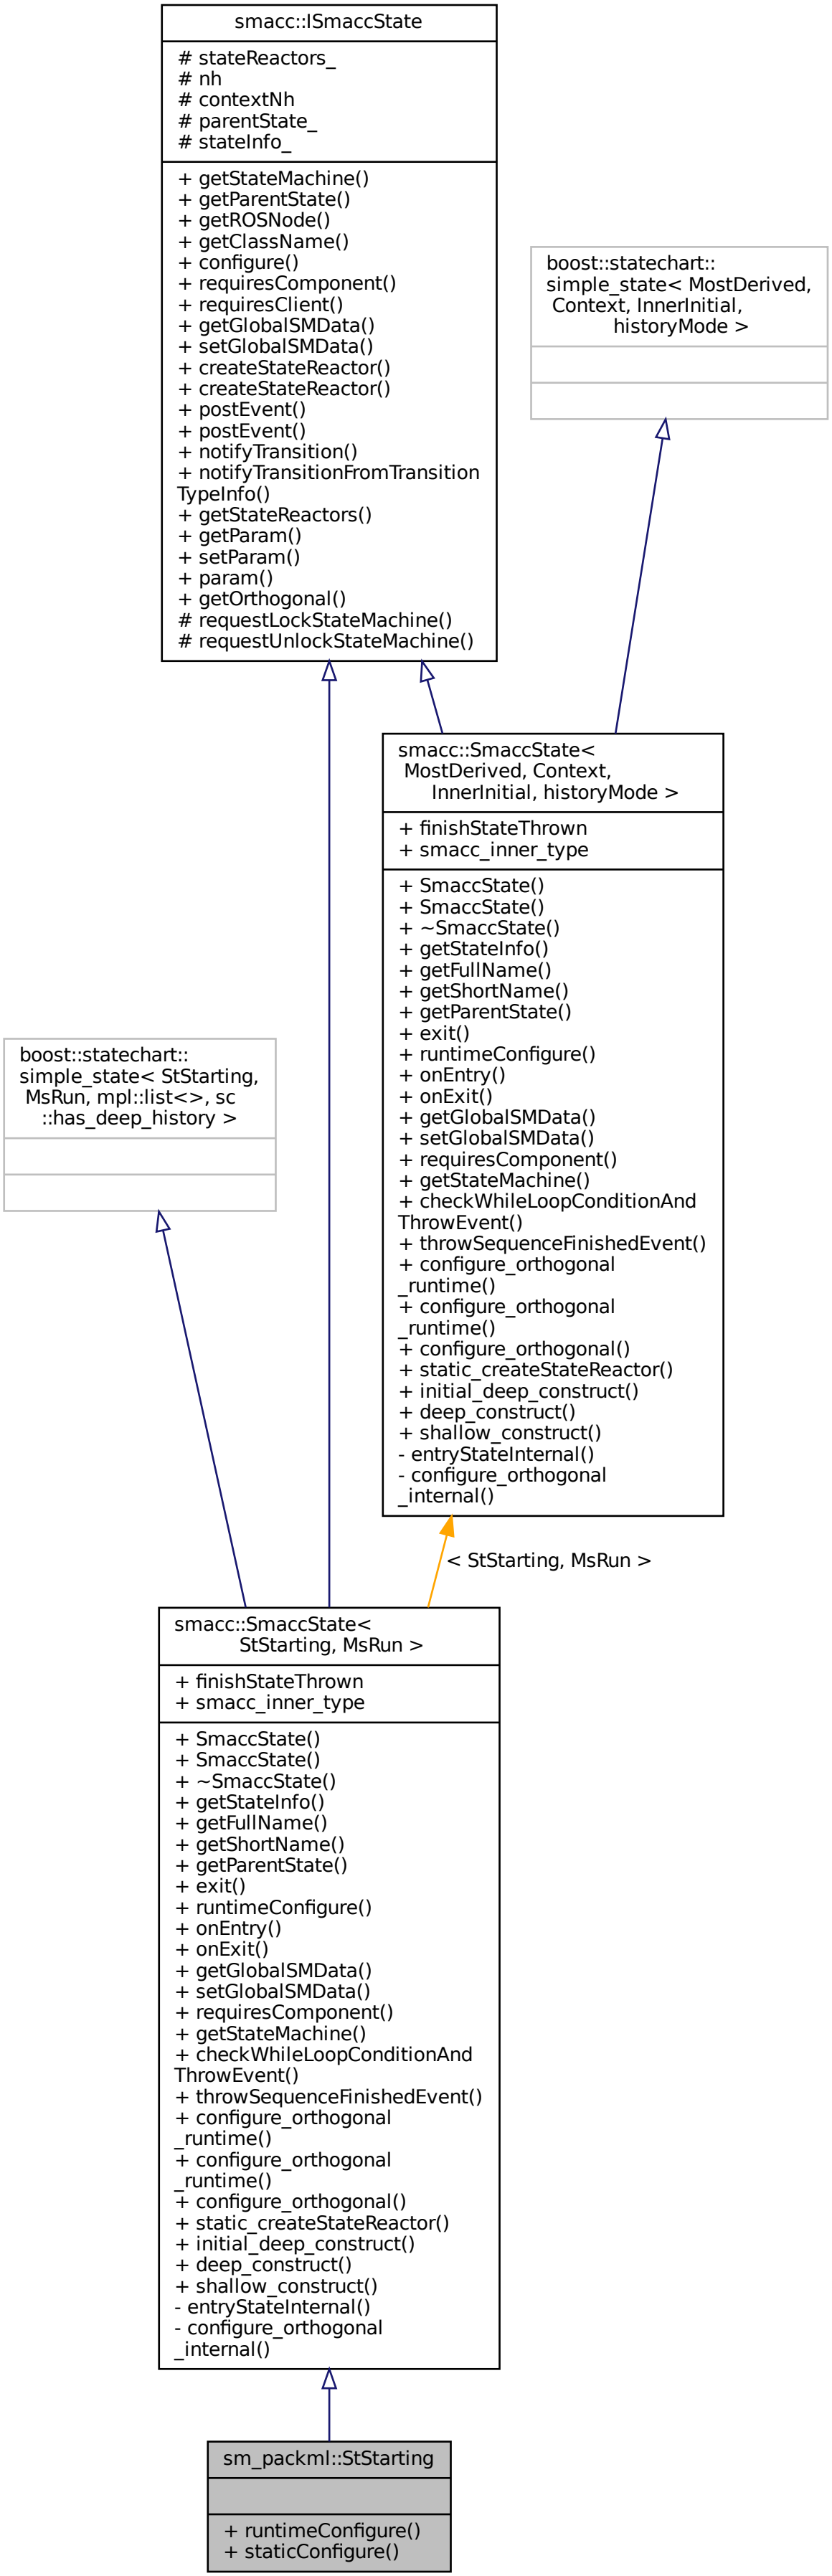 smacc::ISmaccState
# stateReactors_
# nh
# contextNh
# parentState_
# stateInfo_
+ getStateMachine()
+ getParentState()
+ getROSNode()
+ getClassName()
+ configure()
+ requiresComponent()
+ requiresClient()
+ getGlobalSMData()
+ setGlobalSMData()
+ createStateReactor()
+ createStateReactor()
+ postEvent()
+ postEvent()
+ notifyTransition()
+ notifyTransitionFromTransition
TypeInfo()
+ getStateReactors()
+ getParam()
+ setParam()
+ param()
+ getOrthogonal()
# requestLockStateMachine()
# requestUnlockStateMachine()
boost::statechart::
simple_state< MostDerived,
Context, InnerInitial,
historyMode >
smacc::SmaccState<
MostDerived, Context,
InnerInitial, historyMode >
+ finishStateThrown
+ smacc_inner_type
+ SmaccState()
+ SmaccState()
+ ~SmaccState()
+ getStateInfo()
+ getFullName()
+ getShortName()
+ getParentState()
+ exit()
+ runtimeConfigure()
+ onEntry()
+ onExit()
+ getGlobalSMData()
+ setGlobalSMData()
+ requiresComponent()
+ getStateMachine()
+ checkWhileLoopConditionAnd
ThrowEvent()
+ throwSequenceFinishedEvent()
+ configure_orthogonal
_runtime()
+ configure_orthogonal
_runtime()
+ configure_orthogonal()
+ static_createStateReactor()
+ initial_deep_construct()
+ deep_construct()
+ shallow_construct()
- entryStateInternal()
- configure_orthogonal
_internal()
boost::statechart::
simple_state< StStarting,
MsRun, mpl::list<>, sc
::has_deep_history >
< StStarting, MsRun >
smacc::SmaccState<
StStarting, MsRun >
+ finishStateThrown
+ smacc_inner_type
+ SmaccState()
+ SmaccState()
+ ~SmaccState()
+ getStateInfo()
+ getFullName()
+ getShortName()
+ getParentState()
+ exit()
+ runtimeConfigure()
+ onEntry()
+ onExit()
+ getGlobalSMData()
+ setGlobalSMData()
+ requiresComponent()
+ getStateMachine()
+ checkWhileLoopConditionAnd
ThrowEvent()
+ throwSequenceFinishedEvent()
+ configure_orthogonal
_runtime()
+ configure_orthogonal
_runtime()
+ configure_orthogonal()
+ static_createStateReactor()
+ initial_deep_construct()
+ deep_construct()
+ shallow_construct()
- entryStateInternal()
- configure_orthogonal
_internal()
sm_packml::StStarting
+ runtimeConfigure()
+ staticConfigure()